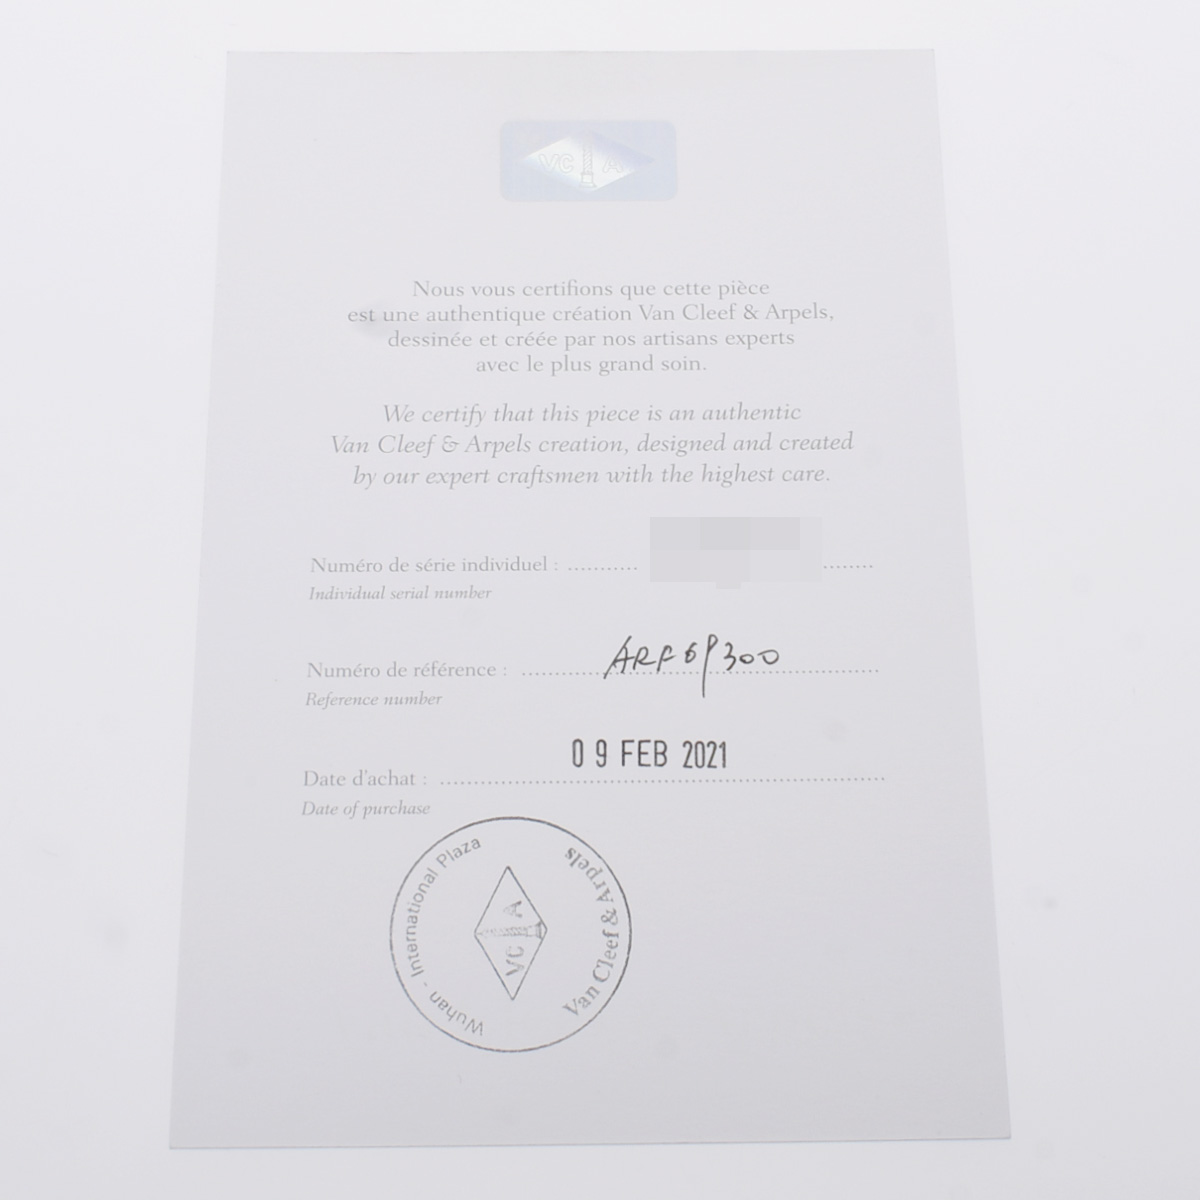 VC A
Nous vous certifions que cette pièce
est une authentique création Van Cleef & Arpels,
dessinée et créée par nos artisans experts
avec le plus grand soin.
We certify that this piece is an authentic
Van Cleef & Arpels creation, designed and created
by our expert craftsmen with the highest care.
Numéro de série individuel :
Individual serial number
Numéro de référence :
Reference number
09 FEB 2021
Date d'achat :
Date of purchase
Wuhan - International Plaza
VC A
Van Cleef & Arpels